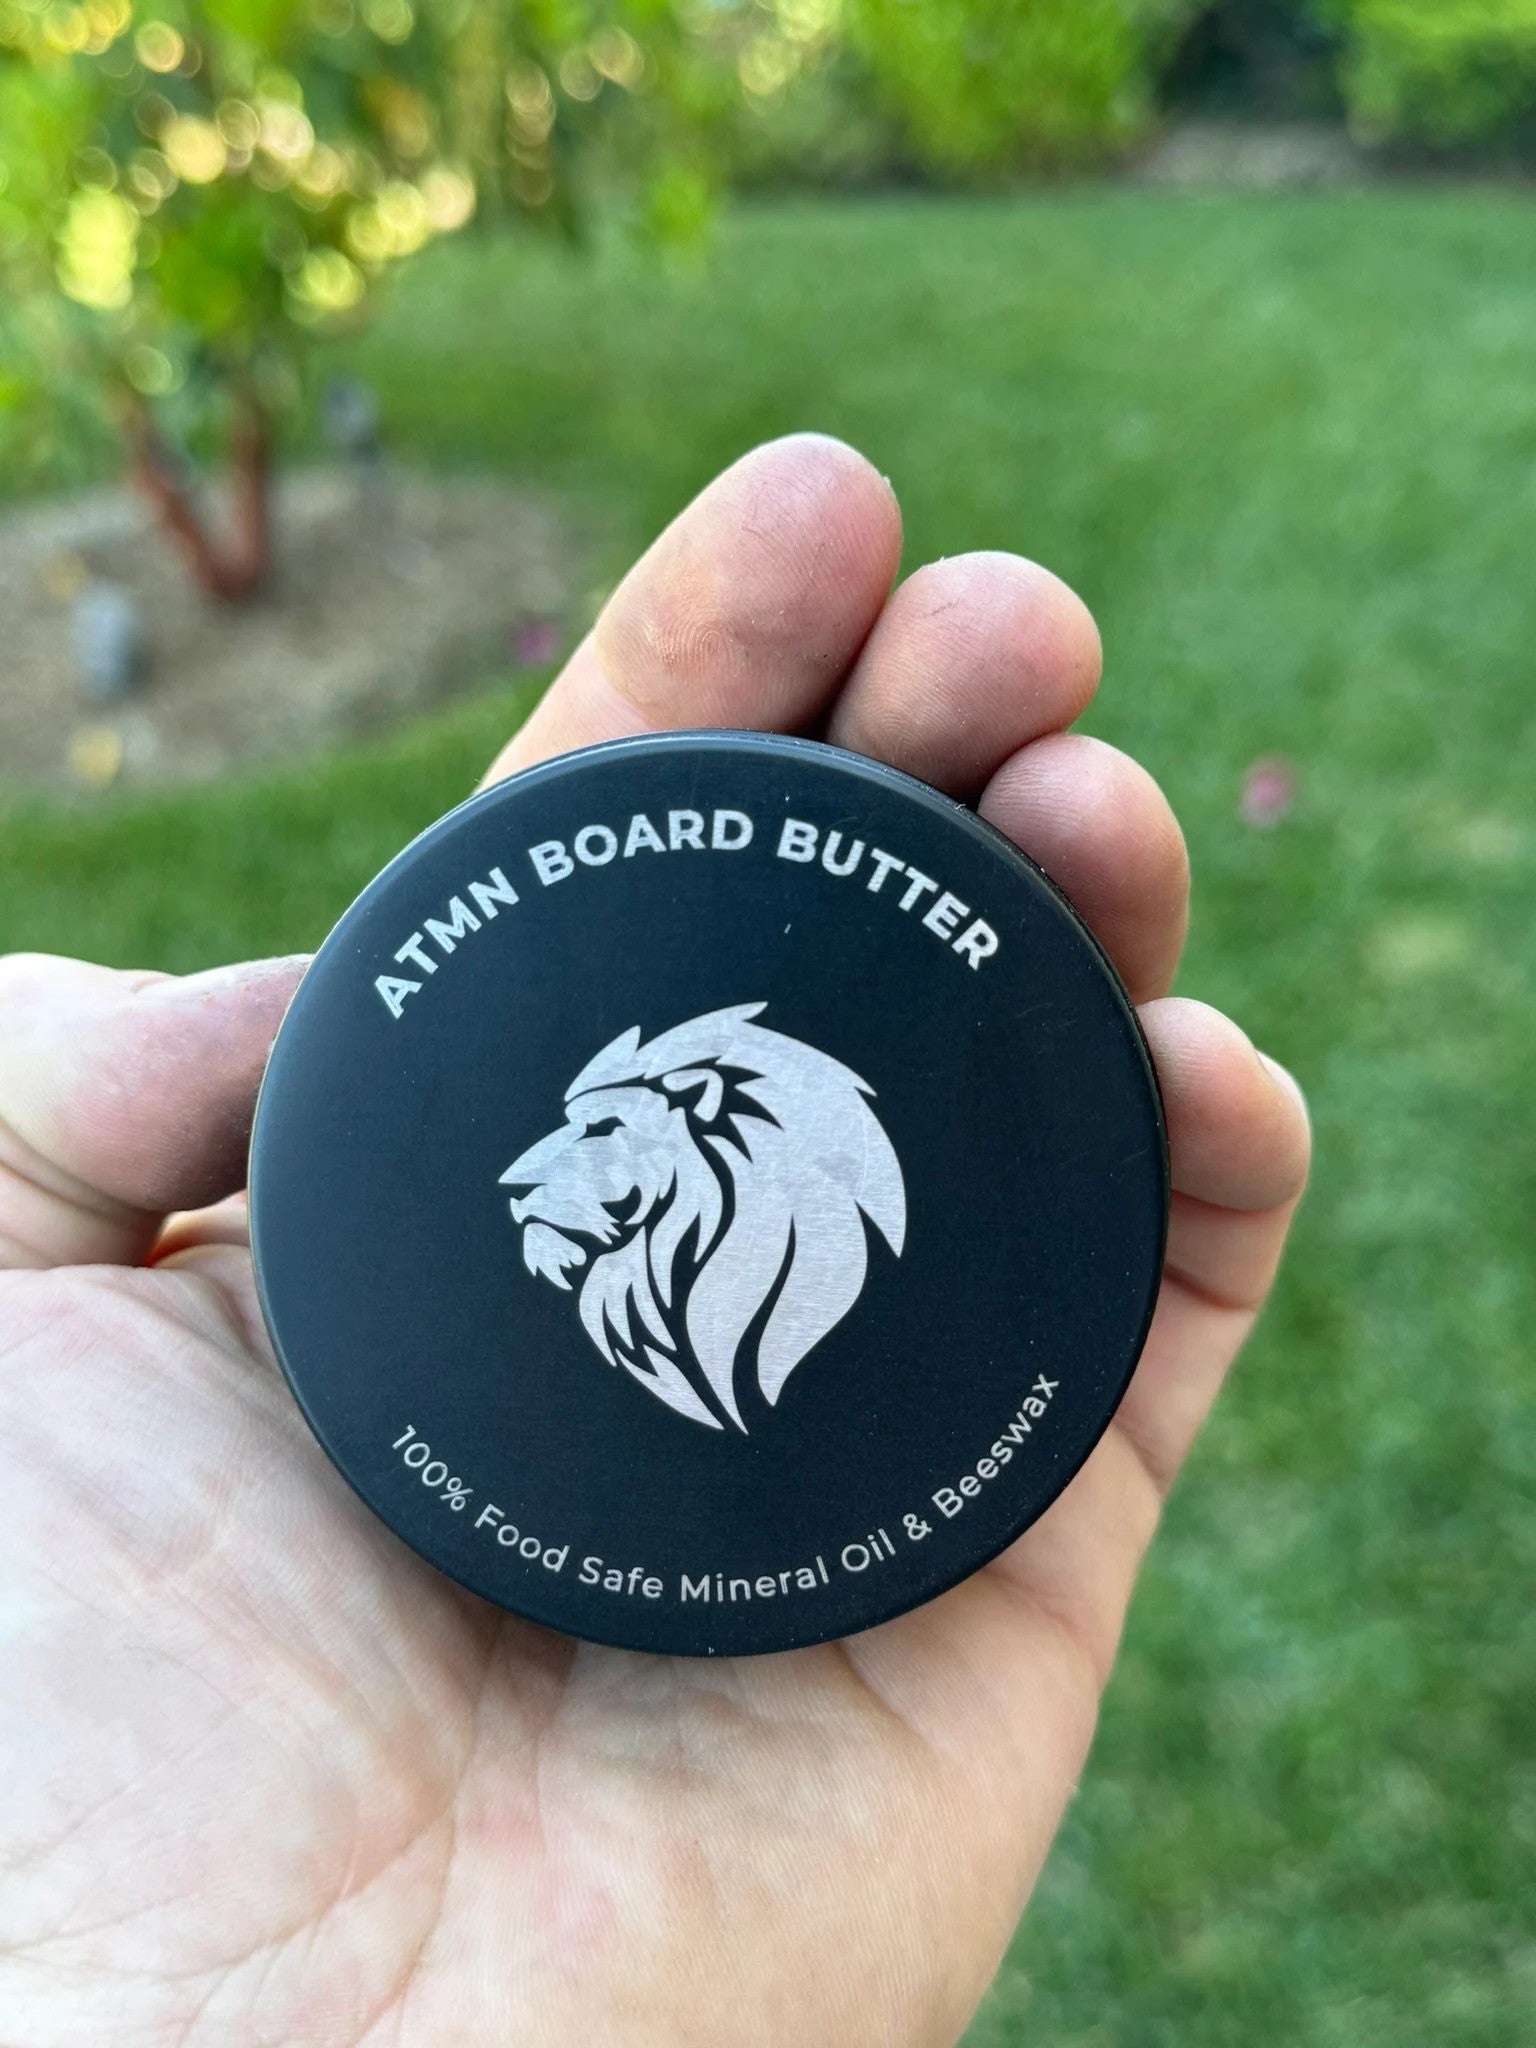 ATMN BOARD BUTTER
100% Food Safe Mineral Oil & Beeswax